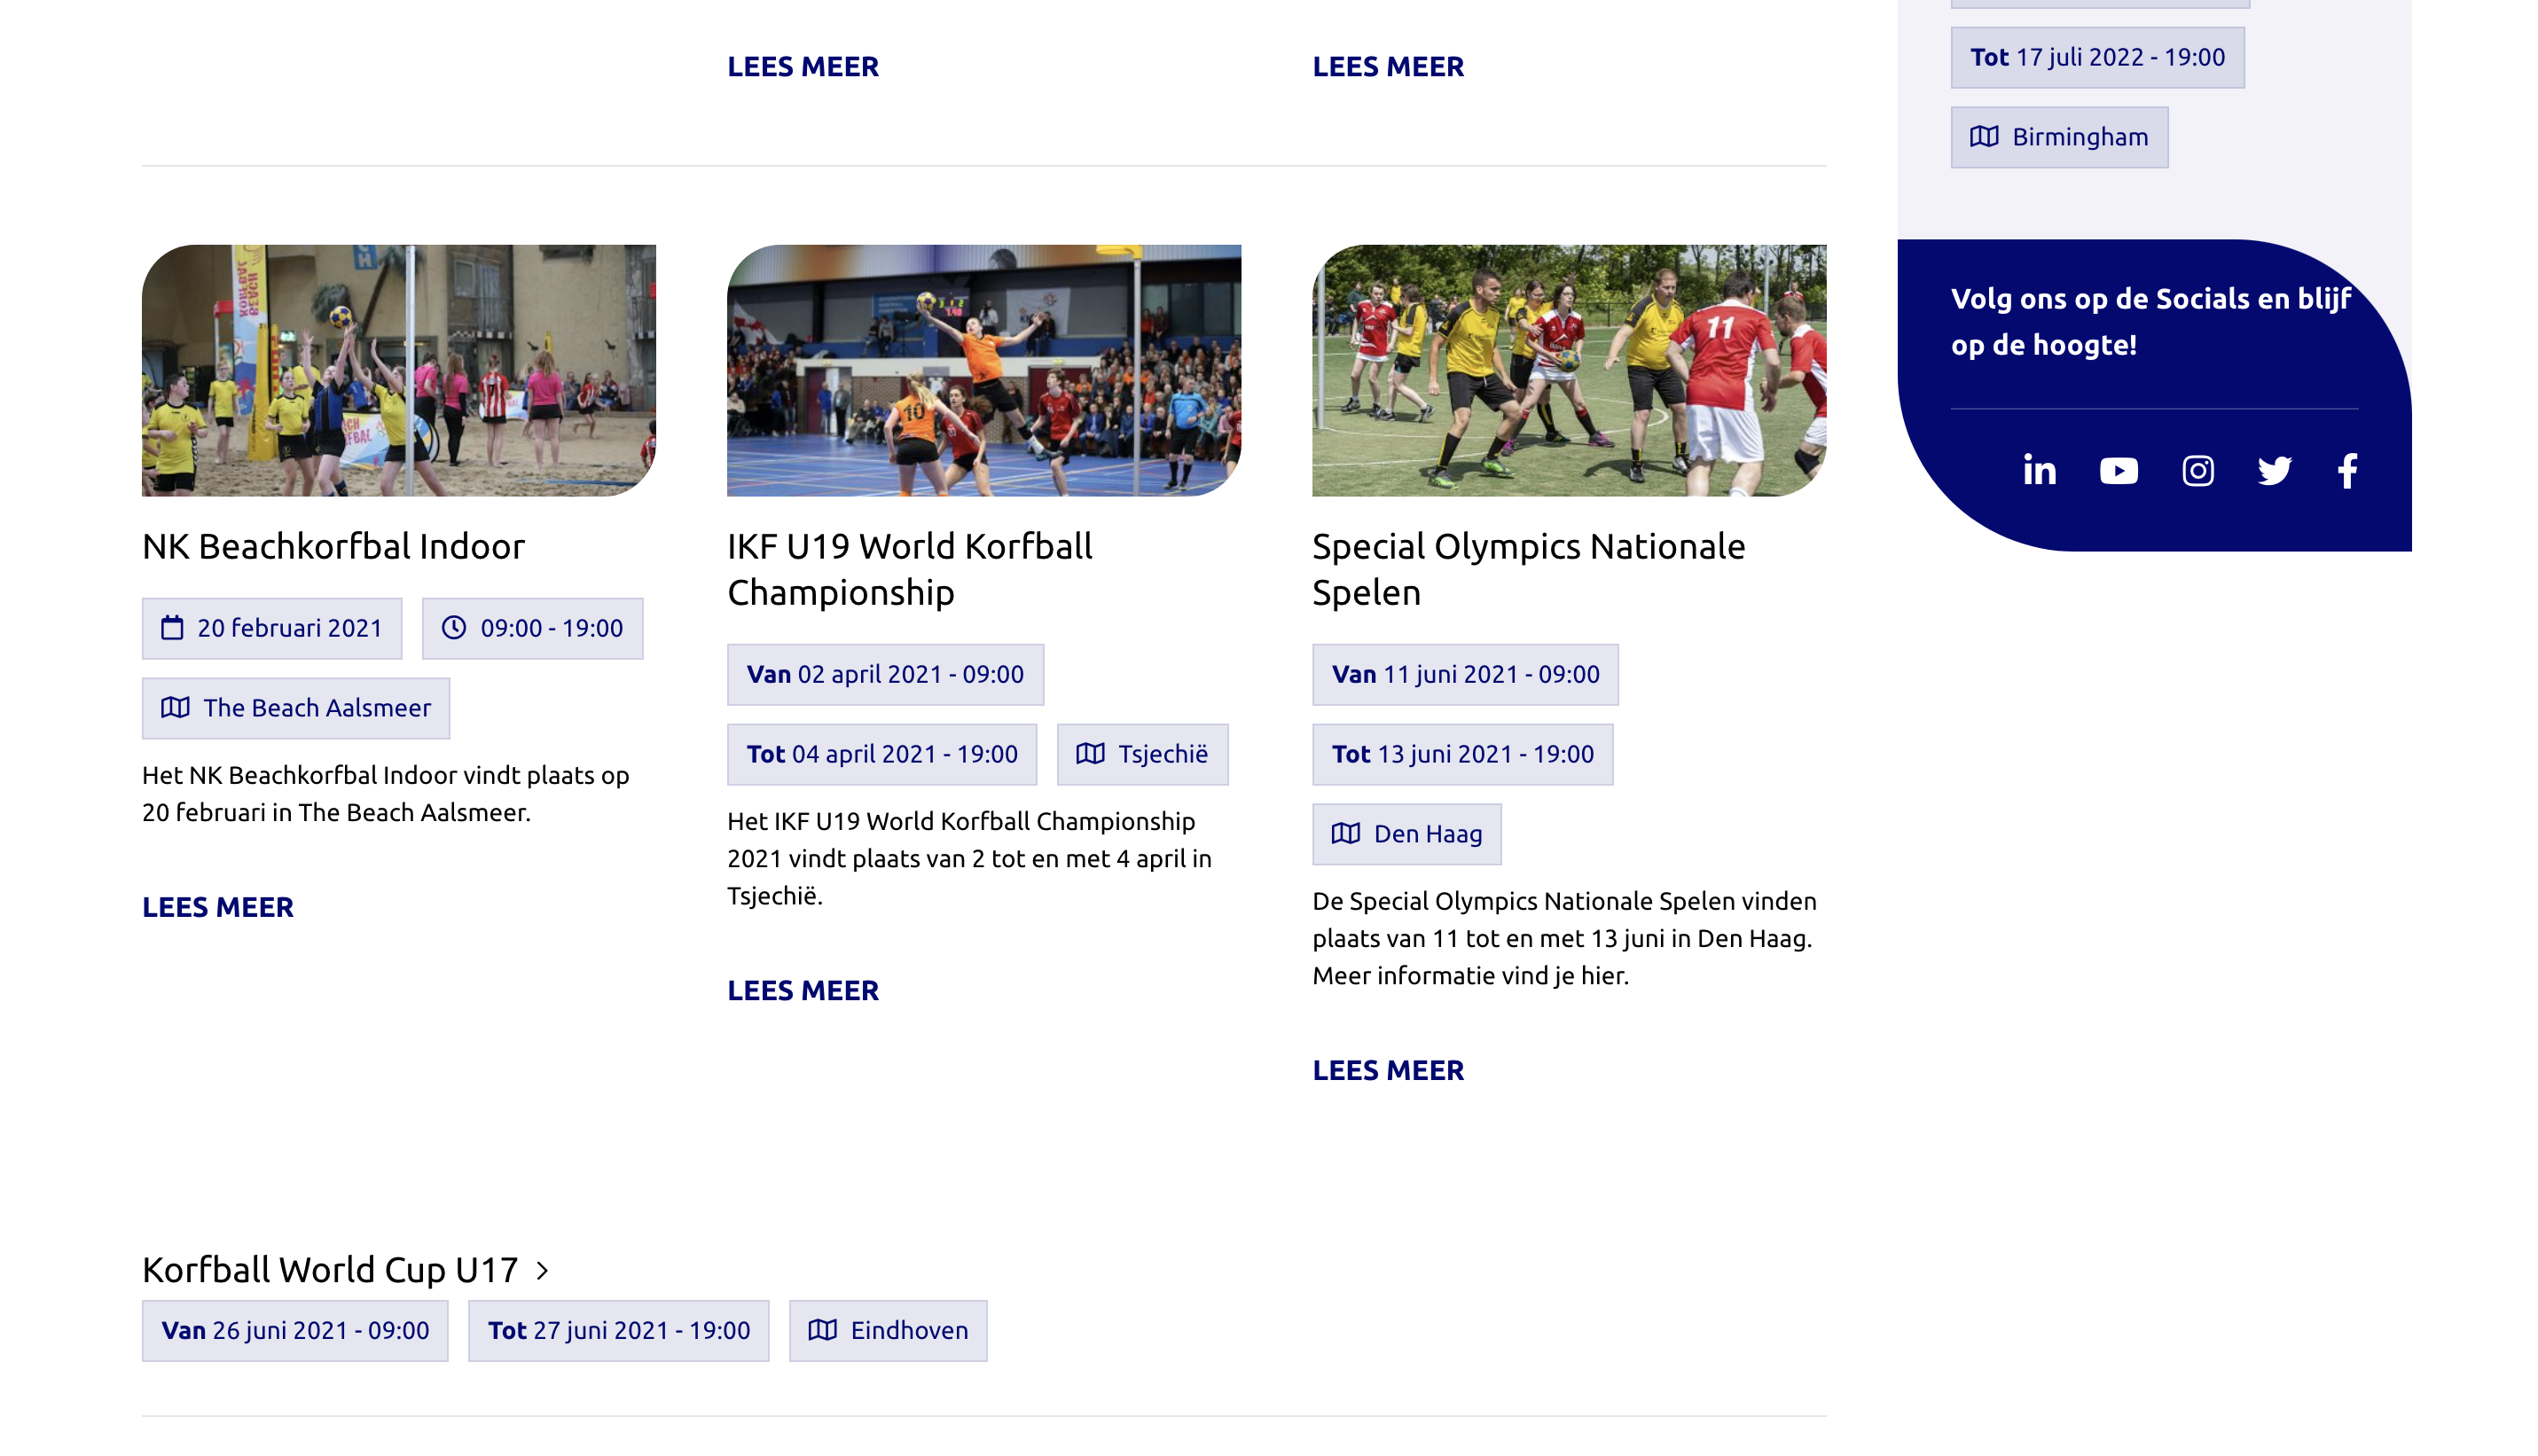 LEES MEER
LEES MEER
Tot 17 juli 2022 - 19:00
Birmingham
Volg ons op de Socials en blijf
op de hoogte!
NK Beachkorfbal Indoor
20 februari 2021
09:00 - 19:00
The Beach Aalsmeer
Het NK Beachkorfbal Indoor vindt plaats op
20 februari in The Beach Aalsmeer.
LEES MEER
10
IKF U19 World Korfball
Championship
Van 02 april 2021 - 09:00
Tot 04 april 2021 - 19:00
Tsjechië
Het IKF U19 World Korfball Championship
2021 vindt plaats van 2 tot en met 4 april in
Tsjechië.
LEES MEER
11
Special Olympics Nationale
Spelen
Van 11 juni 2021 - 09:00
Tot 13 juni 2021 - 19:00
Den Haag
De Special Olympics Nationale Spelen vinden
plaats van 11 tot en met 13 juni in Den Haag.
Meer informatie vind je hier.
LEES MEER
Korfball World Cup U17
Van 26 juni 2021 - 09:00
Tot 27 juni 2021 - 19:00
Eindhoven